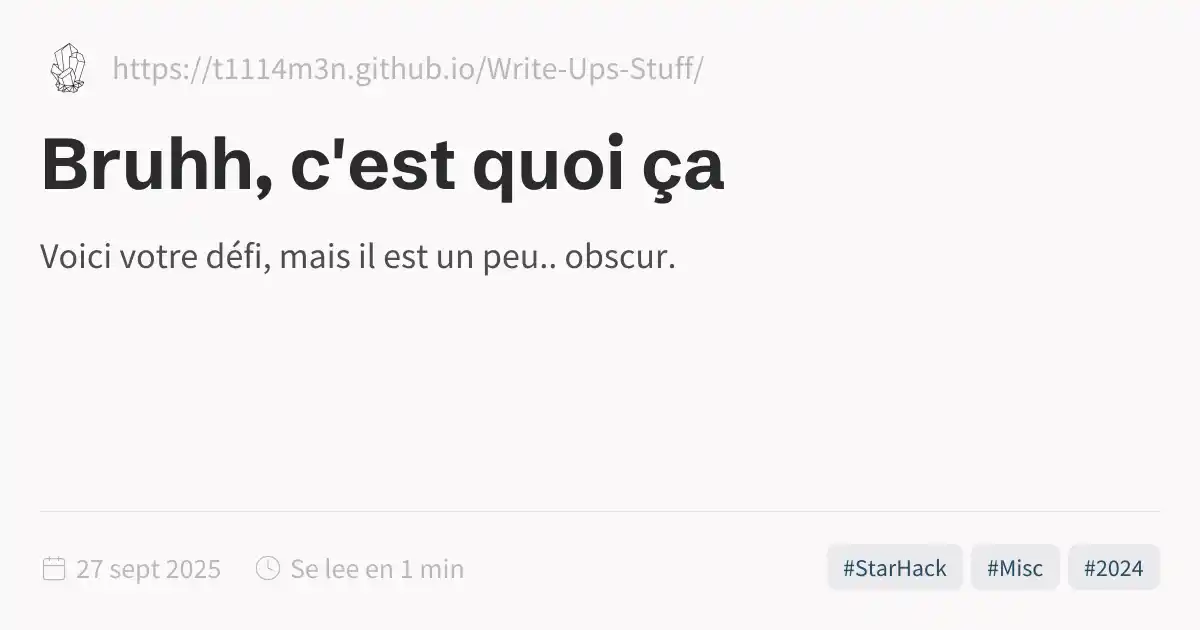 https://t1114m3n.github.io/Write-Ups-Stuff/
Bruhh, c'est quoi ça
Voici votre défi, mais il est un peu.. obscur.
27 sept 2025 Se lee en 1 min #StarHack #Misc #2024